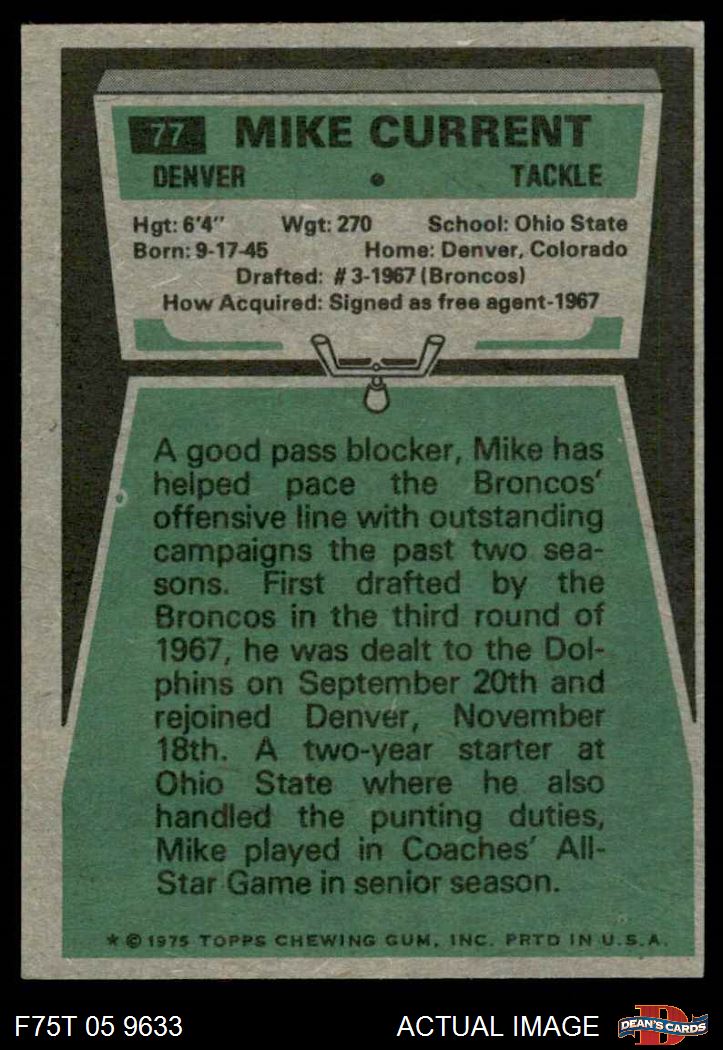 77 MIKE CURRENT
DENVER • TACKLE
Hgt: 6'4" Wgt: 270 School: Ohio State
Born: 9-17-45 Home: Denver, Colorado
Drafted: #3-1967 (Broncos)
How Acquired: Signed as free agent-1967
A good pass blocker, Mike has
helped pace the Broncos'
offensive line with outstanding
campaigns the past two sea-
sons. First drafted by the
Broncos in the third round of
1967, he was dealt to the Dol-
phins on September 20th and
rejoined Denver, November
18th. A two-year starter at
Ohio State where he also
handled the punting duties,
Mike played in Coaches' All-
Star Game in senior season.
* © 1975 TOPPS CHEWING GUM, INC. PRTD IN U.S.A.
F75T 05 9633 ACTUAL IMAGE D DEAN'S CARDS